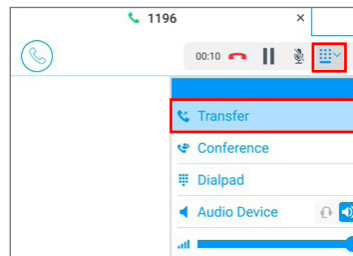 1196
00:10
Transfer
Conference
Dialpad
Audio Device